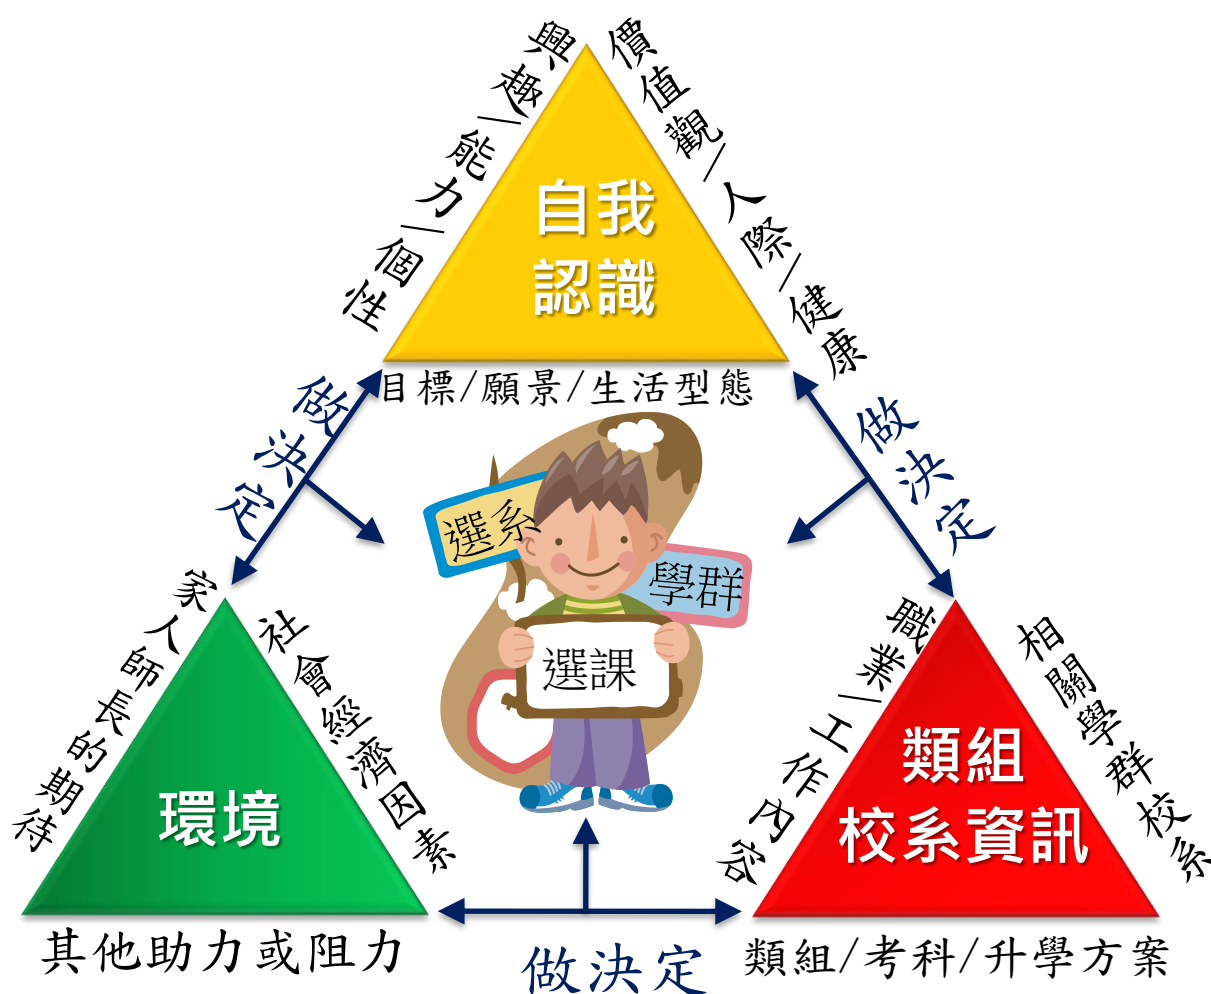 興趣/能力/個性
價值觀/人際/健康
自我
認識
目標/願景/生活型態
做決定
做決定
選系
學群
選課
家人師長的期待
社會經濟因素
環境
其他助力或阻力
職業/工作內容
相關學群校系
類組
校系資訊
類組/考科/升學方案
做決定